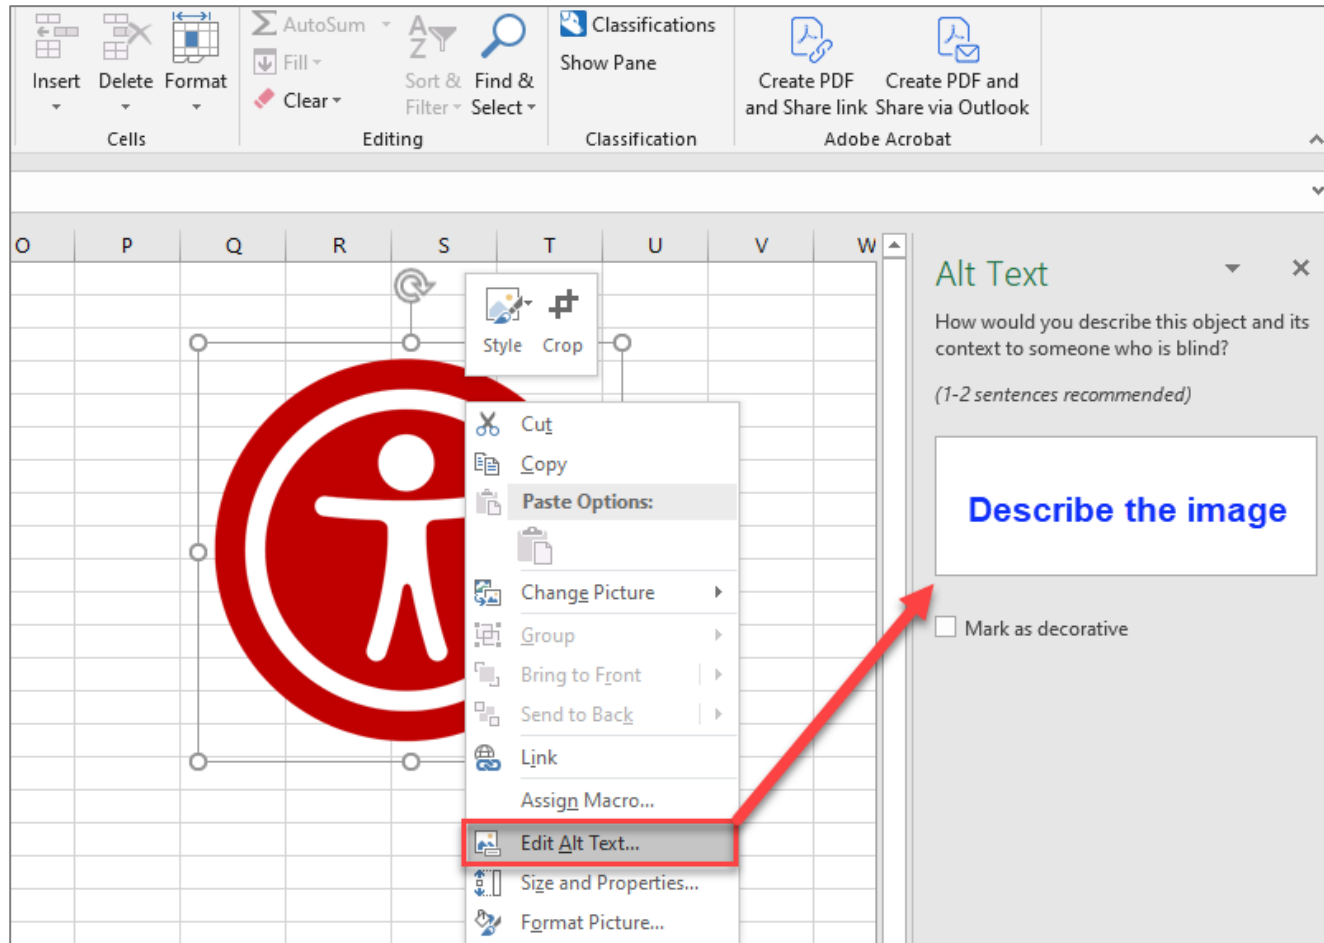 AutoSum
Fill
Clear
Insert
Delete
Format
Sort &
Filter
Find &
Select
Classifications
Show Pane
Create PDF
and Share link
Create PDF and
Share via Outlook
Cells
Editing
Classification
Adobe Acrobat
O P Q R S T U V W
Style
Crop
Cut
Copy
Paste Options:
Change Picture
Group
Bring to Front
Send to Back
Link
Assign Macro...
Edit Alt Text...
Size and Properties...
Format Picture...
Alt Text
How would you describe this object and its
context to someone who is blind?
(1-2 sentences recommended)
Describe the image
Mark as decorative